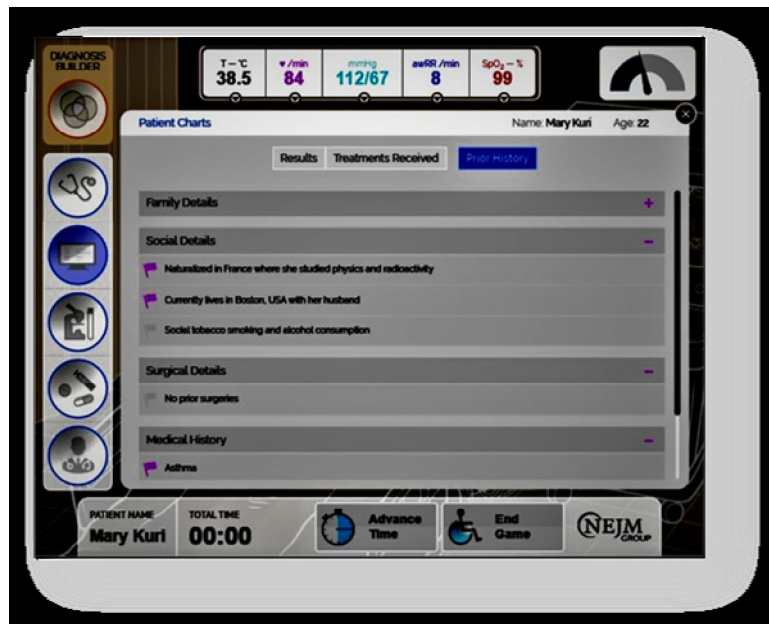 DIAGNOSIS
BUILDER
T – °C
38.5
♥ /min
84
mmHg
112/67
awRR /min
8
SpO₂ – %
99
Patient Charts
Name: Mary Kuri
Age: 22
Results
Treatments Received
Prior History
Family Details
Social Details
Naturalized in France where she studied physics and radioactivity
Currently lives in Boston, USA with her husband
Social tobacco smoking and alcohol consumption
Surgical Details
No prior surgeries
Medical History
Asthma
PATIENT NAME
Mary Kuri
TOTAL TIME
00:00
Advance
Time
End
Game
NEJM
GROUP